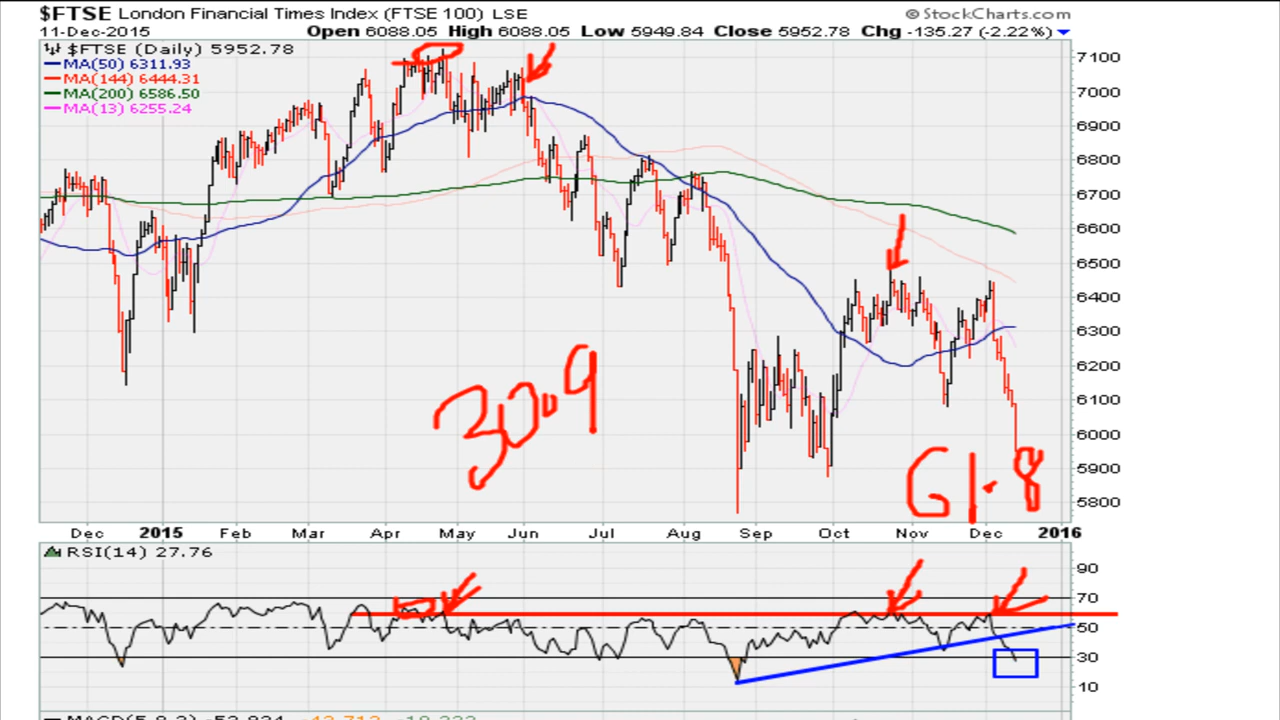 $FTSE London Financial Times Index (FTSE 100) LSE © StockCharts.com
11-Dec-2015 Open 6088.05 High 6088.05 Low 5949.84 Close 5952.78 Chg -135.27 (-2.22%)
$FTSE (Daily) 5952.78
MA(50) 6311.93
MA(144) 6444.31
MA(200) 6586.50
MA(13) 6255.24
7100
7000
6900
6800
6700
6600
6500
6400
6300
6200
6100
6000
5900
5800
30.9
61.8
Dec 2015 Feb Mar Apr May Jun Jul Aug Sep Oct Nov Dec 2016
RSI(14) 27.76
90
70
50
30
10